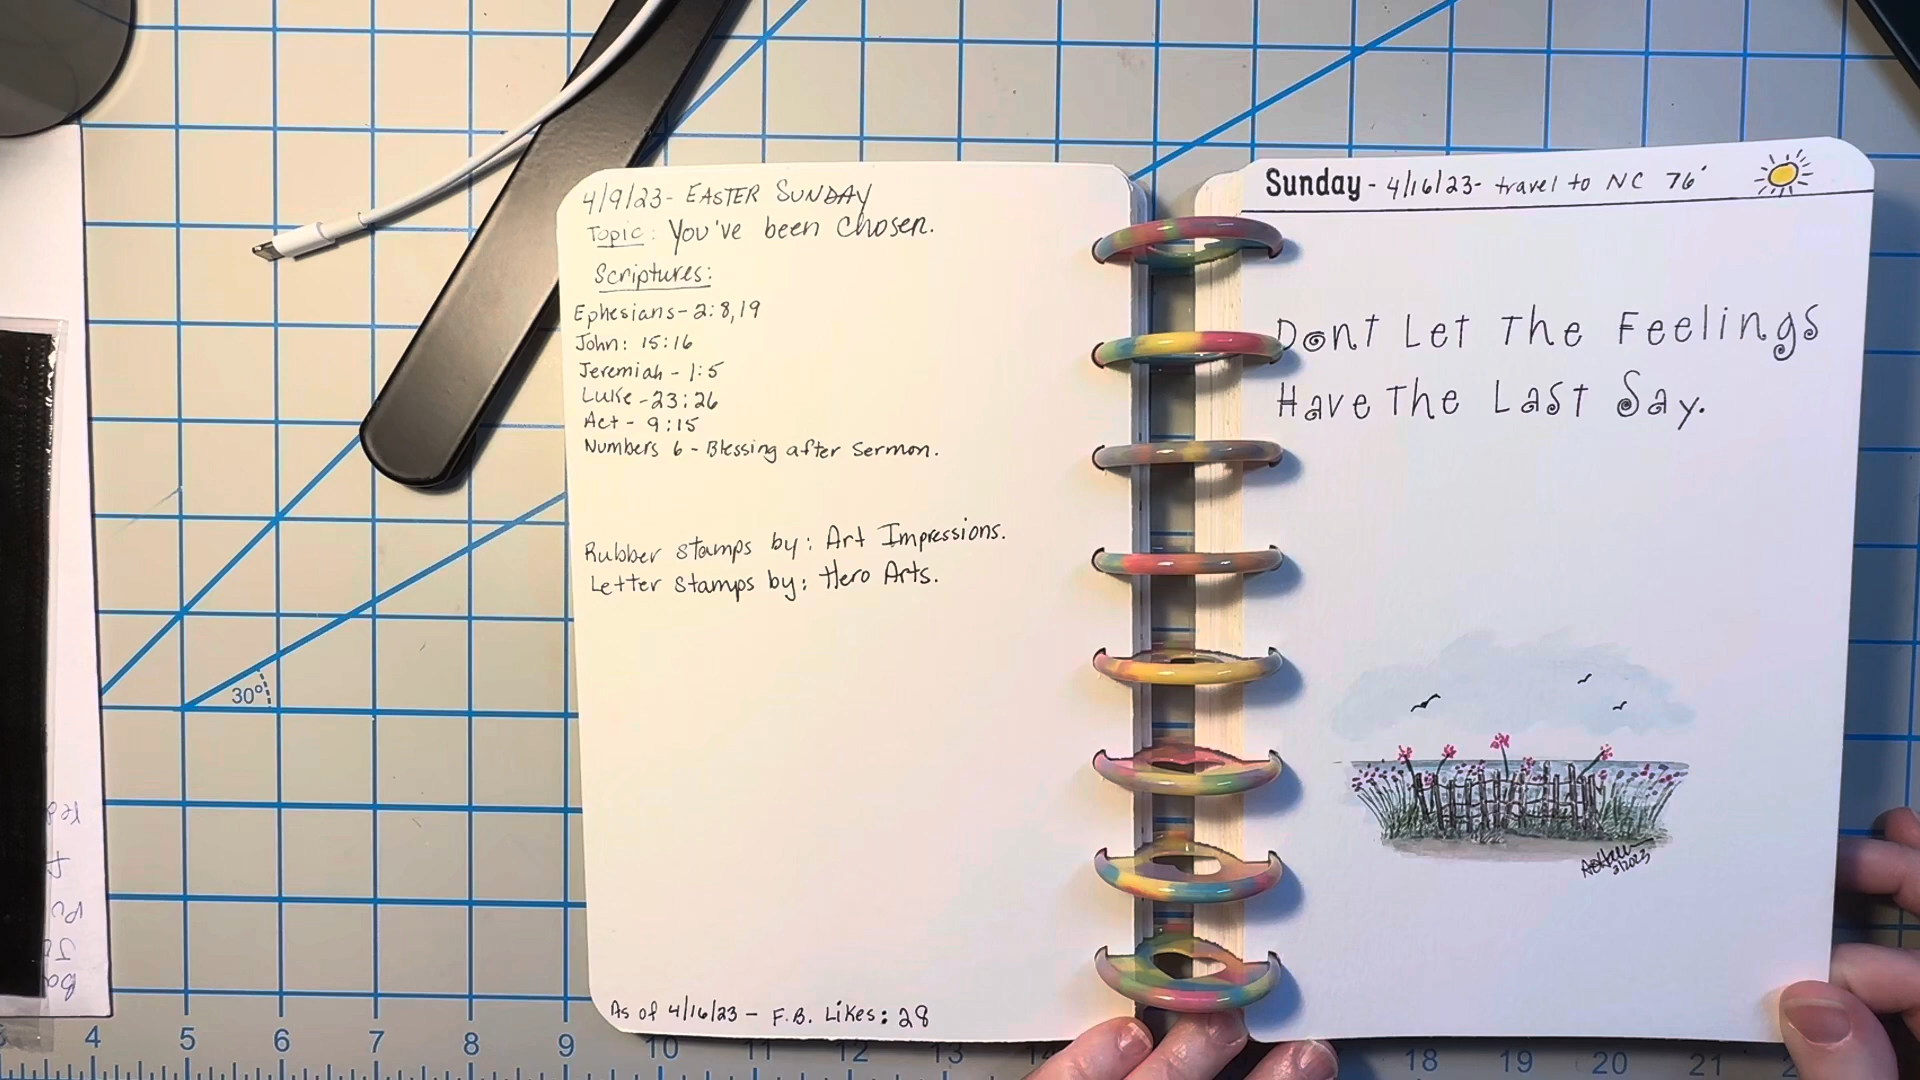 4/9/23- EASTER SUNDAY
Topic: You've been Chosen.
Scriptures:
Ephesians- 2:8,19
John: 15:16
Jeremiah - 1:5
Luke -23:26
Act - 9:15
Numbers 6 - Blessing after Sermon.
Rubber Stamps by: Art Impressions.
Letter Stamps by: Hero Arts.
As of 4/16/23 - F.B. Likes: 28
Sunday - 4/16/23- travel to NC 76°
Dont Let The Feelings
Have The Last Say.
2/2023
30°
4 5 6 7 8 9 10 11 12 13 14 18 19 20 21